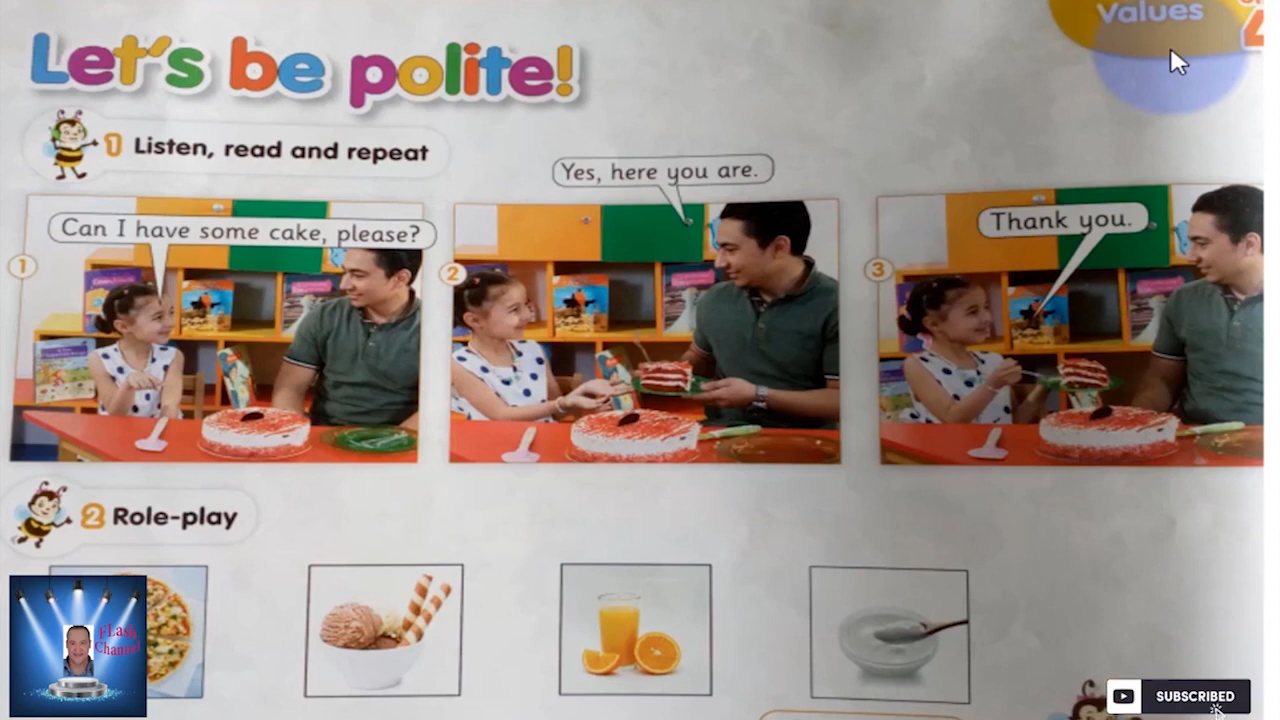 Values
4
Let's be polite!
1 Listen, read and repeat
Can I have some cake, please?
Yes, here you are.
Thank you.
1
2
3
2 Role-play
FLash
Channel
SUBSCRIBED